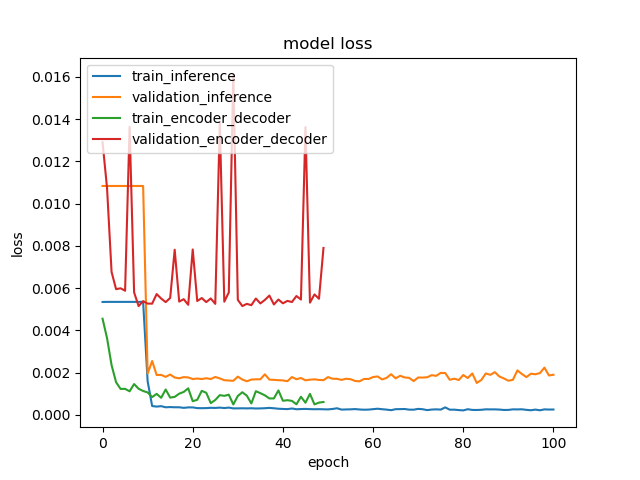 model loss
train_inference
validation_inference
train_encoder_decoder
validation_encoder_decoder
0.016
0.014
0.012
0.010
0.008
0.006
0.004
0.002
0.000
loss
0 20 40 60 80 100
epoch